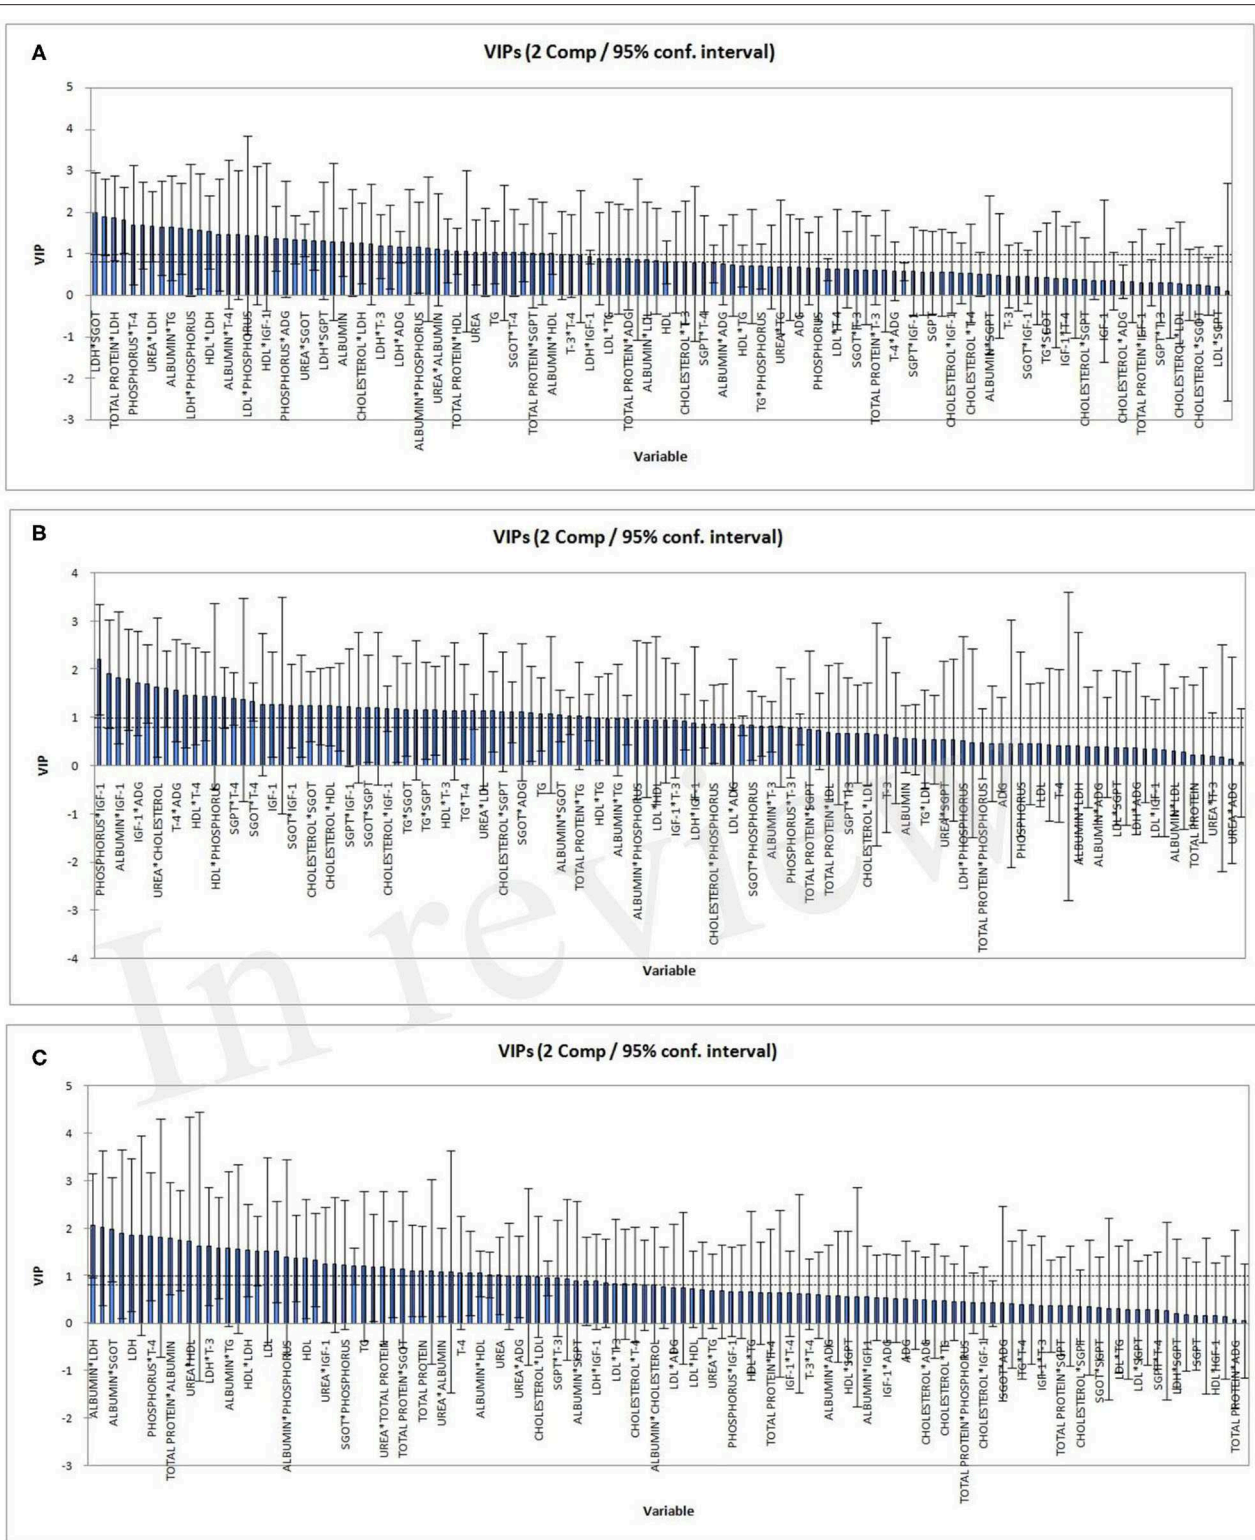 A
VIPs (2 Comp / 95% conf. interval)
5
4
3
2
1
0
-1
-2
-3
VIP
LDH*SGOT
TOTAL PROTEIN*LDH
PHOSPHORUS*T-4
UREA*LDH
ALBUMIN*TG
LDH*PHOSPHORUS
HDL*LDH
ALBUMIN*T-4
LDL*PHOSPHORUS
HDL*IGF-1
PHOSPHORUS*ADG
UREA*SGOT
LDH*SGPT
ALBUMIN
CHOLESTEROL*LDH
LDH*T-3
LDH*ADG
ALBUMIN*PHOSPHORUS
UREA*ALBUMIN
TOTAL PROTEIN*HDL
UREA
TG
SGOT*T-4
TOTAL PROTEIN*SGPT
ALBUMIN*HDL
T-3*T-4
LDH*IGF-1
LDL*TG
TOTAL PROTEIN*ADG
ALBUMIN*LDL
HDL
CHOLESTEROL*T-3
SGPT*T-4
ALBUMIN*ADG
HDL*TG
TG*PHOSPHORUS
UREA*TG
ADG
PHOSPHORUS
LDL*T-4
SGOT*T-3
TOTAL PROTEIN*T-3
T-4*ADG
SGPT*IGF-1
SGPT
CHOLESTEROL*IGF-1
CHOLESTEROL*T-4
ALBUMIN*SGPT
T-3
SGOT*IGF-1
TG*SGOT
IGF-1*T-4
CHOLESTEROL*SGPT
IGF-1
CHOLESTEROL*ADG
TOTAL PROTEIN*IGF-1
SGPT*T-3
CHOLESTEROL*LDL
CHOLESTEROL*SGOT
LDL*SGPT
Variable
B
VIPs (2 Comp / 95% conf. interval)
4
3
2
1
0
-1
-2
-3
-4
VIP
PHOSPHORUS*IGF-1
ALBUMIN*IGF-1
IGF-1*ADG
UREA*CHOLESTEROL
T-4*ADG
HDL*T-4
HDL*PHOSPHORUS
SGPT*T-4
SGOT*T-4
IGF-1
SGOT*IGF-1
CHOLESTEROL*SGOT
CHOLESTEROL*HDL
SGPT*IGF-1
SGOT*SGPT
CHOLESTEROL*IGF-1
TG*SGOT
TG*SGPT
HDL*T-3
TG*T-4
UREA*LDL
CHOLESTEROL*SGPT
SGOT*ADG
TG
ALBUMIN*SGOT
TOTAL PROTEIN*TG
HDL*TG
ALBUMIN*TG
ALBUMIN*PHOSPHORUS
LDL*HDL
IGF-1*T-3
LDH*IGF-1
CHOLESTEROL*PHOSPHORUS
LDL*ADG
SGOT*PHOSPHORUS
ALBUMIN*T-3
PHOSPHORUS*T-3
TOTAL PROTEIN*SGPT
TOTAL PROTEIN*LDL
SGPT*T-3
CHOLESTEROL*LDL
T-3
ALBUMIN
TG*LDH
UREA*SGPT
LDH*PHOSPHORUS
TOTAL PROTEIN*PHOSPHORUS
ADG
PHOSPHORUS
HDL
T-4
ALBUMIN*LDH
ALBUMIN*ADG
LDL*SGPT
LDH*ADG
LDL*IGF-1
ALBUMIN*LDL
TOTAL PROTEIN
UREA*T-3
UREA*ADG
Variable
In review
C
VIPs (2 Comp / 95% conf. interval)
5
4
3
2
1
0
-1
-2
-3
VIP
ALBUMIN*LDH
ALBUMIN*SGOT
LDH
PHOSPHORUS*T-4
TOTAL PROTEIN*ALBUMIN
UREA*HDL
LDH*T-3
ALBUMIN*TG
HDL*LDH
LDL
ALBUMIN*PHOSPHORUS
HDL
UREA*IGF-1
SGOT*PHOSPHORUS
TG
UREA*TOTAL PROTEIN
TOTAL PROTEIN*SGOT
TOTAL PROTEIN
UREA*ALBUMIN
T-4
ALBUMIN*HDL
UREA
UREA*ADG
CHOLESTEROL*LDL
SGPT*T-3
ALBUMIN*SGPT
LDH*IGF-1
LDL*T-3
CHOLESTEROL*T-4
ALBUMIN*CHOLESTEROL
LDL*ADG
LDL*HDL
UREA*TG
PHOSPHORUS*IGF-1
HDL*TG
TOTAL PROTEIN*T-4
IGF-1*T-4
T-3*T-4
ALBUMIN*ADG
HDL*SGPT
ALBUMIN*IGF-1
IGF-1*ADG
ADG
CHOLESTEROL*ADG
CHOLESTEROL*TG
TOTAL PROTEIN*PHOSPHORUS
CHOLESTEROL*IGF-1
SGOT*ADG
TG*T-4
IGF-1*T-3
TOTAL PROTEIN*SGPT
CHOLESTEROL*SGPT
SGOT*SGPT
LDL*TG
LDL*SGPT
SGPT*T-4
LDH*SGPT
SGPT
HDL*IGF-1
TOTAL PROTEIN*ADG
Variable